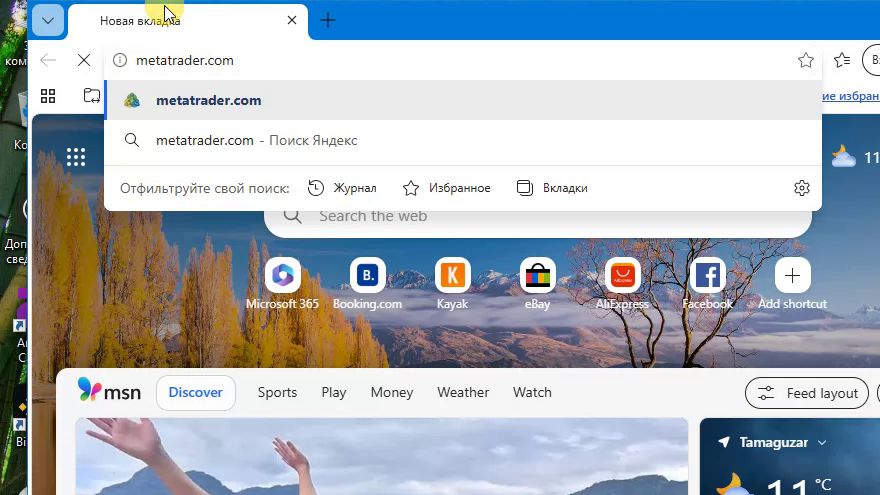 Новая вкладка
metatrader.com
metatrader.com
metatrader.com - Поиск Яндекс
Отфильтруйте свой поиск: Журнал Избранное Вкладки
Search the web
11
Microsoft 365 Booking.com Kayak eBay AliExpress Facebook Add shortcut
msn Discover Sports Play Money Weather Watch Feed layout
Tamaguzar
11 °C